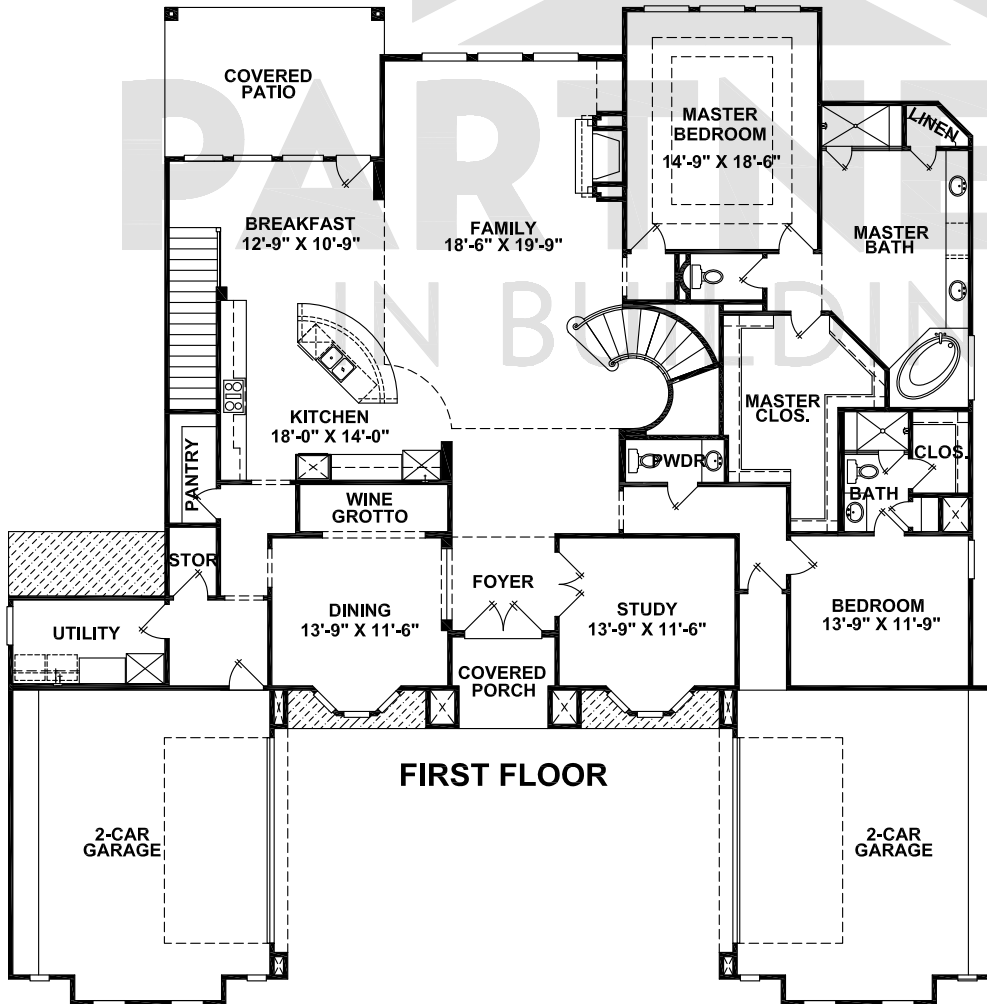 COVERED
PATIO
MASTER
BEDROOM
14'-9" X 18'-6"
LINEN
BREAKFAST
12'-9" X 10'-9"
FAMILY
18'-6" X 19'-9"
MASTER
BATH
KITCHEN
18'-0" X 14'-0"
MASTER
CLOS.
PANTRY
PWDR
CLOS.
BATH
WINE
GROTTO
STOR
FOYER
UTILITY
DINING
13'-9" X 11'-6"
STUDY
13'-9" X 11'-6"
BEDROOM
13'-9" X 11'-9"
COVERED
PORCH
FIRST FLOOR
2-CAR
GARAGE
2-CAR
GARAGE
PARTNE
IN BUILDIN